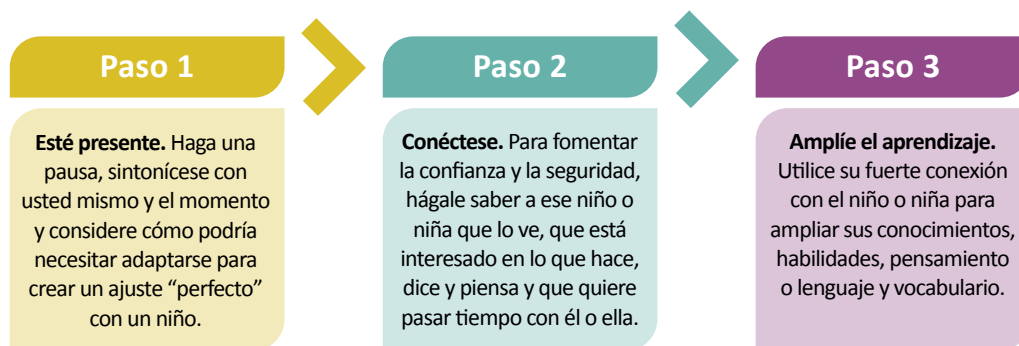 Paso 1
Esté presente. Haga una
pausa, sintonícese con
usted mismo y el momento
y considere cómo podría
necesitar adaptarse para
crear un ajuste “perfecto”
con un niño.
Paso 2
Conéctese. Para fomentar
la confianza y la seguridad,
hágale saber a ese niño o
niña que lo ve, que está
interesado en lo que hace,
dice y piensa y que quiere
pasar tiempo con él o ella.
Paso 3
Amplíe el aprendizaje.
Utilice su fuerte conexión
con el niño o niña para
ampliar sus conocimientos,
habilidades, pensamiento
o lenguaje y vocabulario.